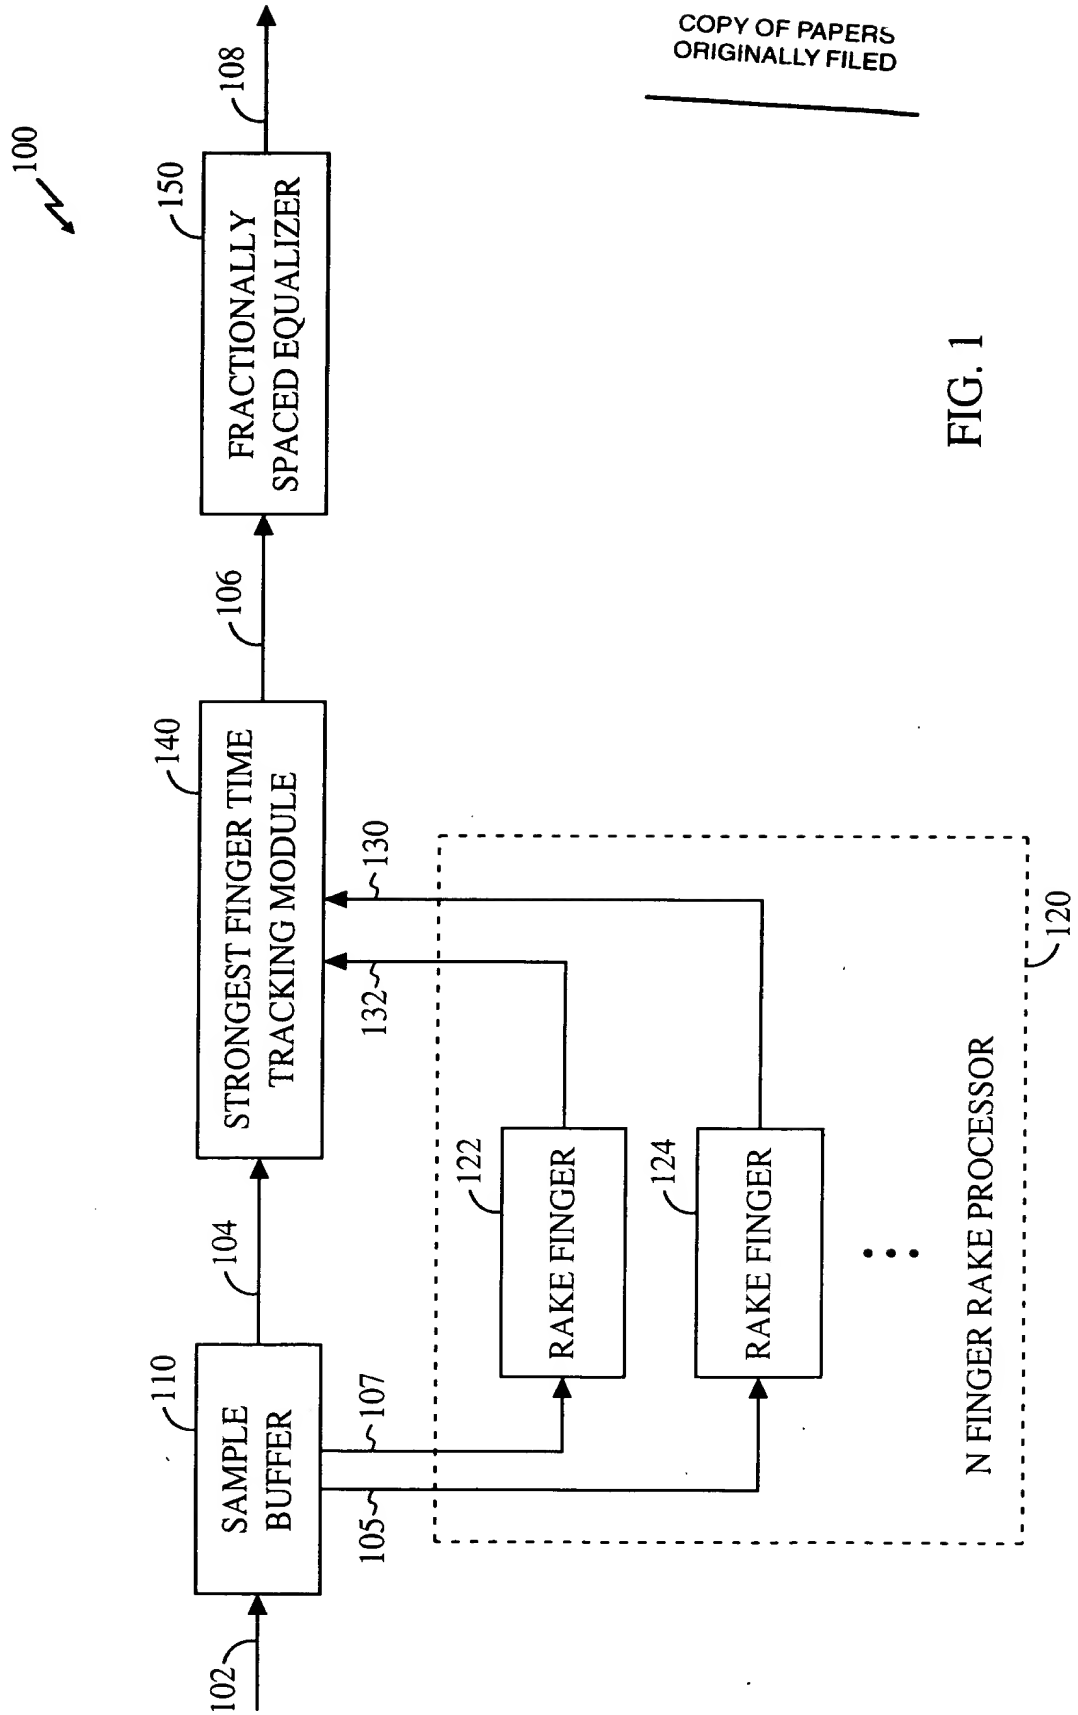 COPY OF PAPERS
ORIGINALLY FILED
100
102
110
SAMPLE
BUFFER
104
140
STRONGEST FINGER TIME
TRACKING MODULE
106
150
FRACTIONALLY
SPACED EQUALIZER
108
105
107
132
130
122
RAKE FINGER
124
RAKE FINGER
N FINGER RAKE PROCESSOR
120
FIG. 1